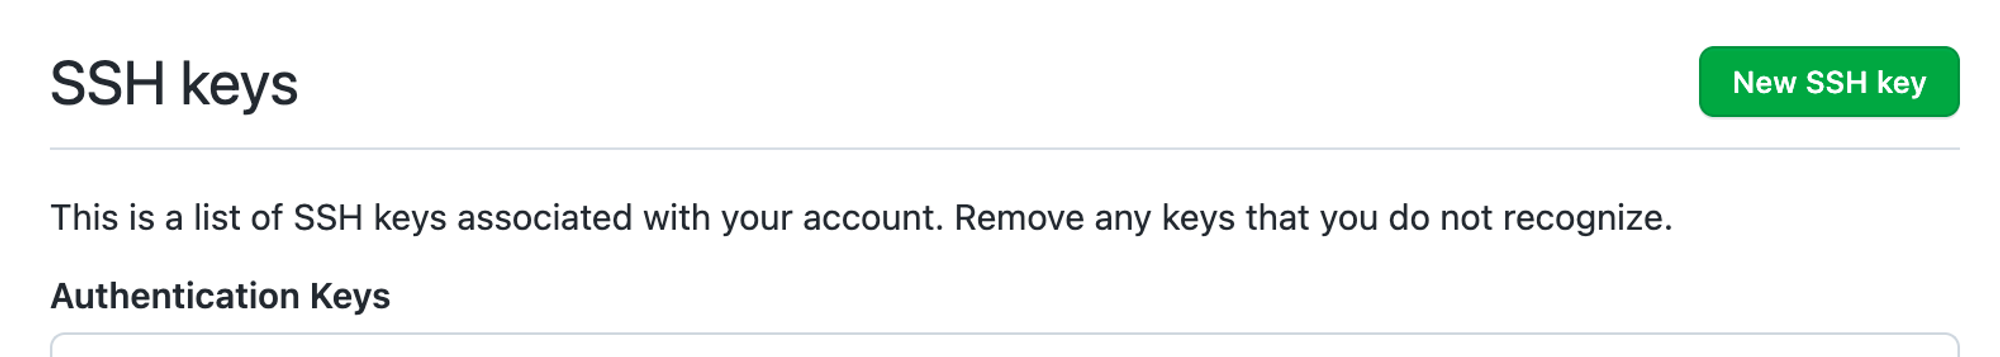 SSH keys
New SSH key
This is a list of SSH keys associated with your account. Remove any keys that you do not recognize.
Authentication Keys